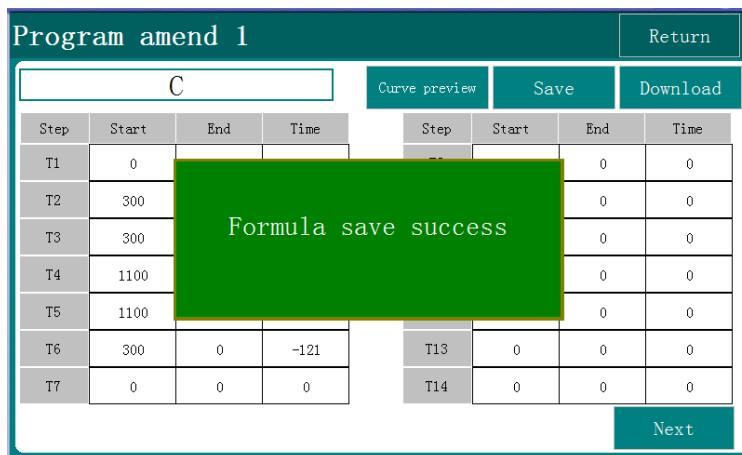 Program amend 1 Return
C Curve preview Save Download
Step Start End Time Step Start End Time
T1 0 0 0
T2 300 0 0
Formula save success
T3 300 0 0
T4 1100 0 0
T5 1100 0 0
T6 300 0 -121 T13 0 0 0
T7 0 0 0 T14 0 0 0
Next